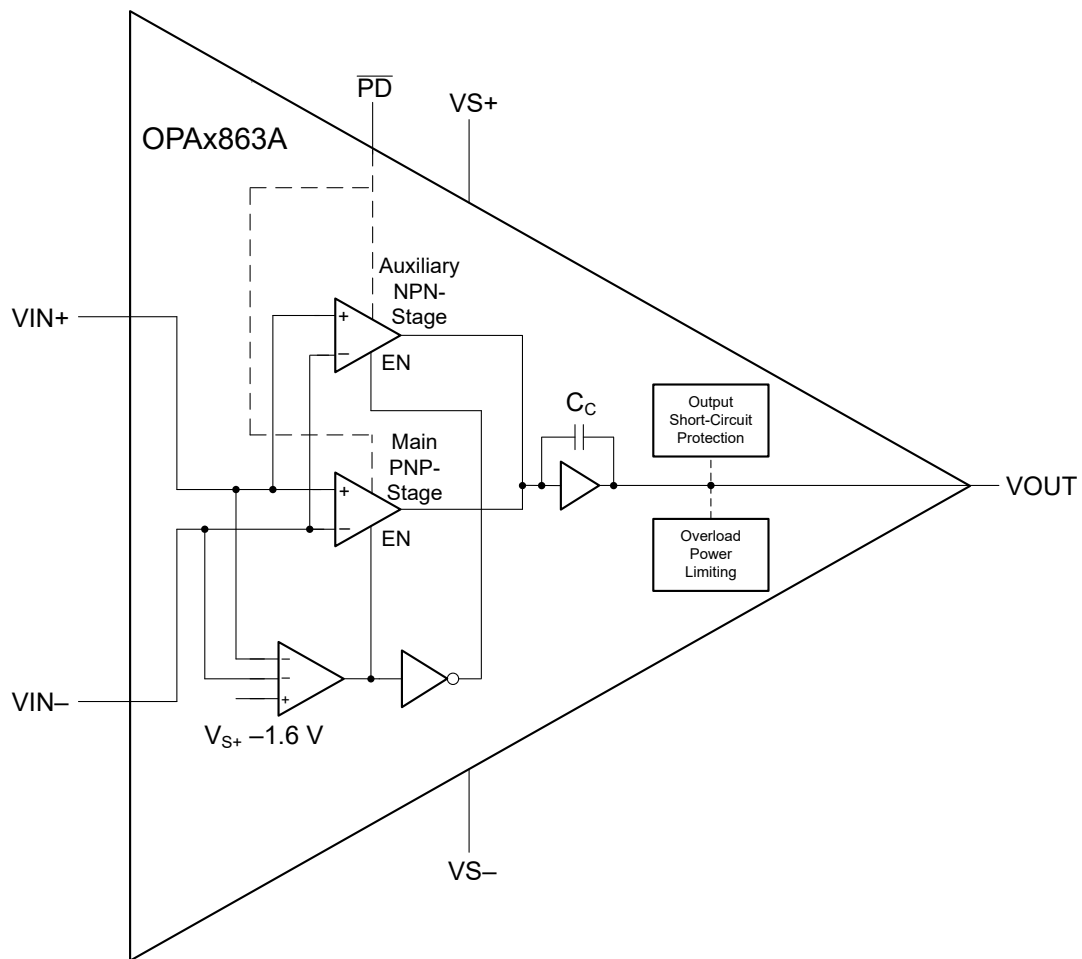 P̅D̅
VS+
OPAx863A
Auxiliary
NPN-
Stage
VIN+
+
−
EN
Main
PNP-
Stage
+
−
EN
CC
Output
Short-Circuit
Protection
VOUT
Overload
Power
Limiting
−
−
+
VIN–
VS+ –1.6 V
VS–